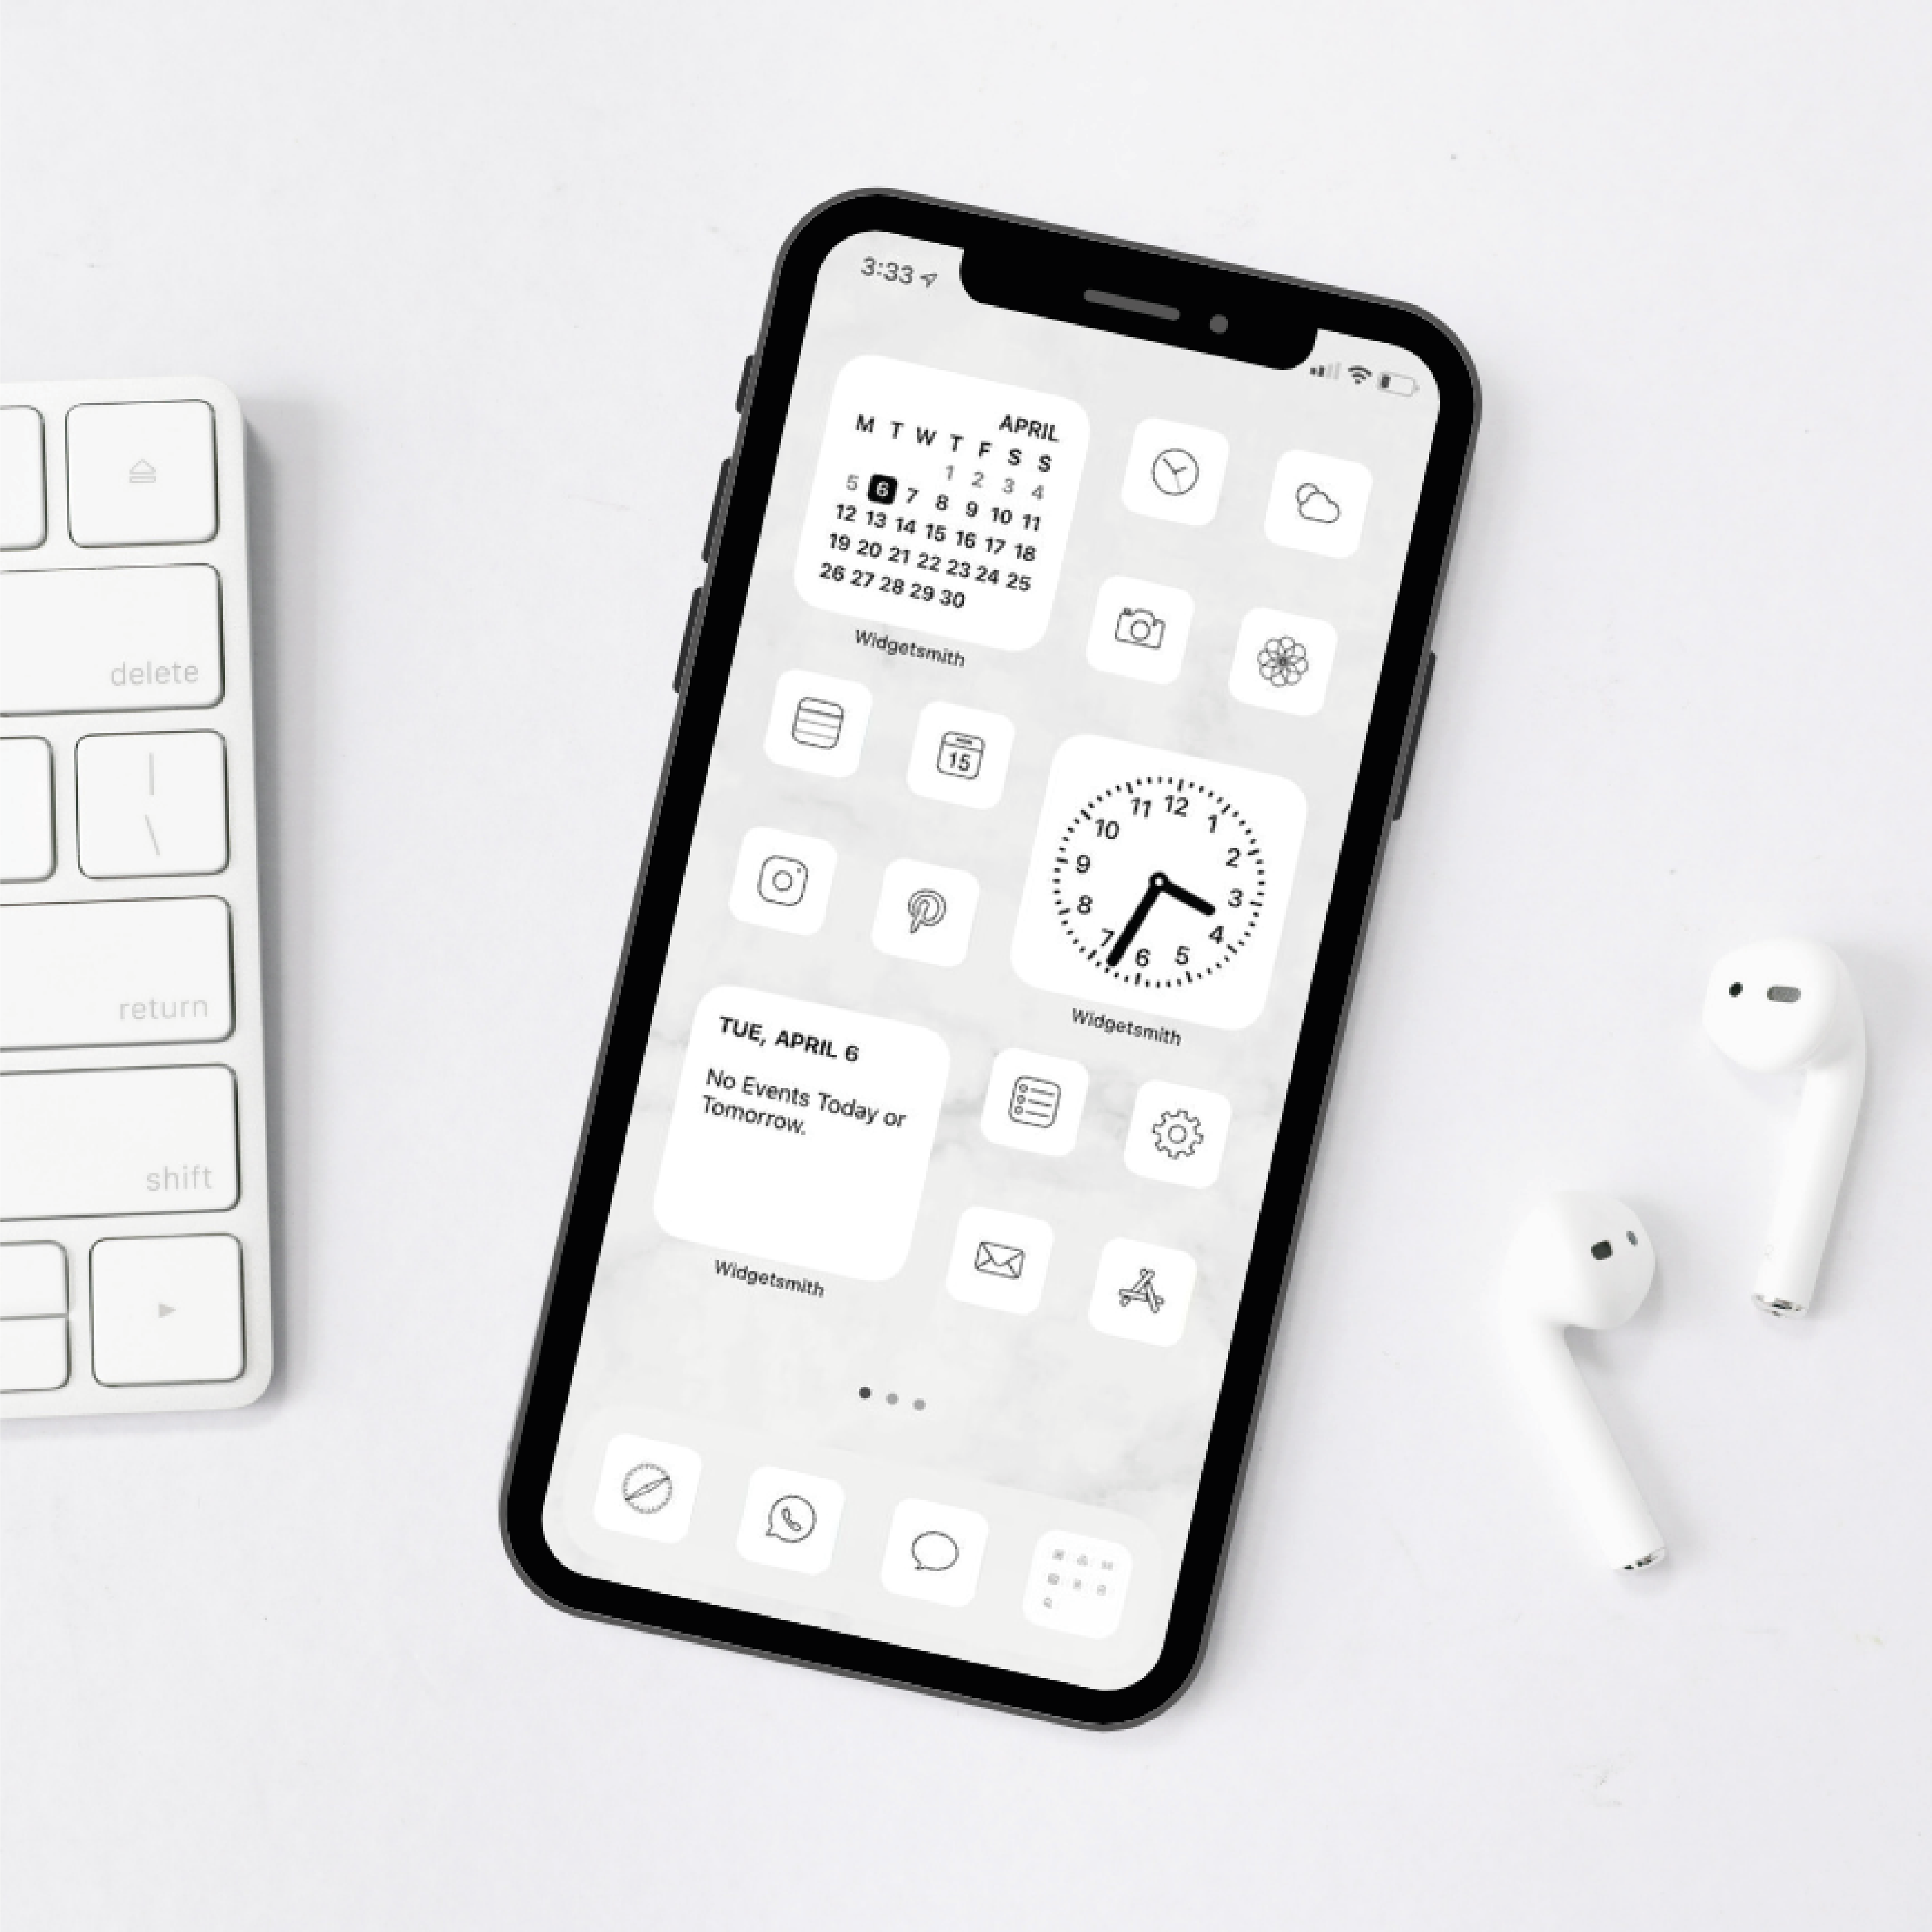 3:33
APRIL
M T W T F S S
1 2 3 4
5 6 7 8 9 10 11
12 13 14 15 16 17 18
19 20 21 22 23 24 25
26 27 28 29 30
Widgetsmith
15
11 12 1
10 2
9 3
8 4
7 6 5
Widgetsmith
TUE, APRIL 6
No Events Today or
Tomorrow.
Widgetsmith
delete
|
\
return
shift